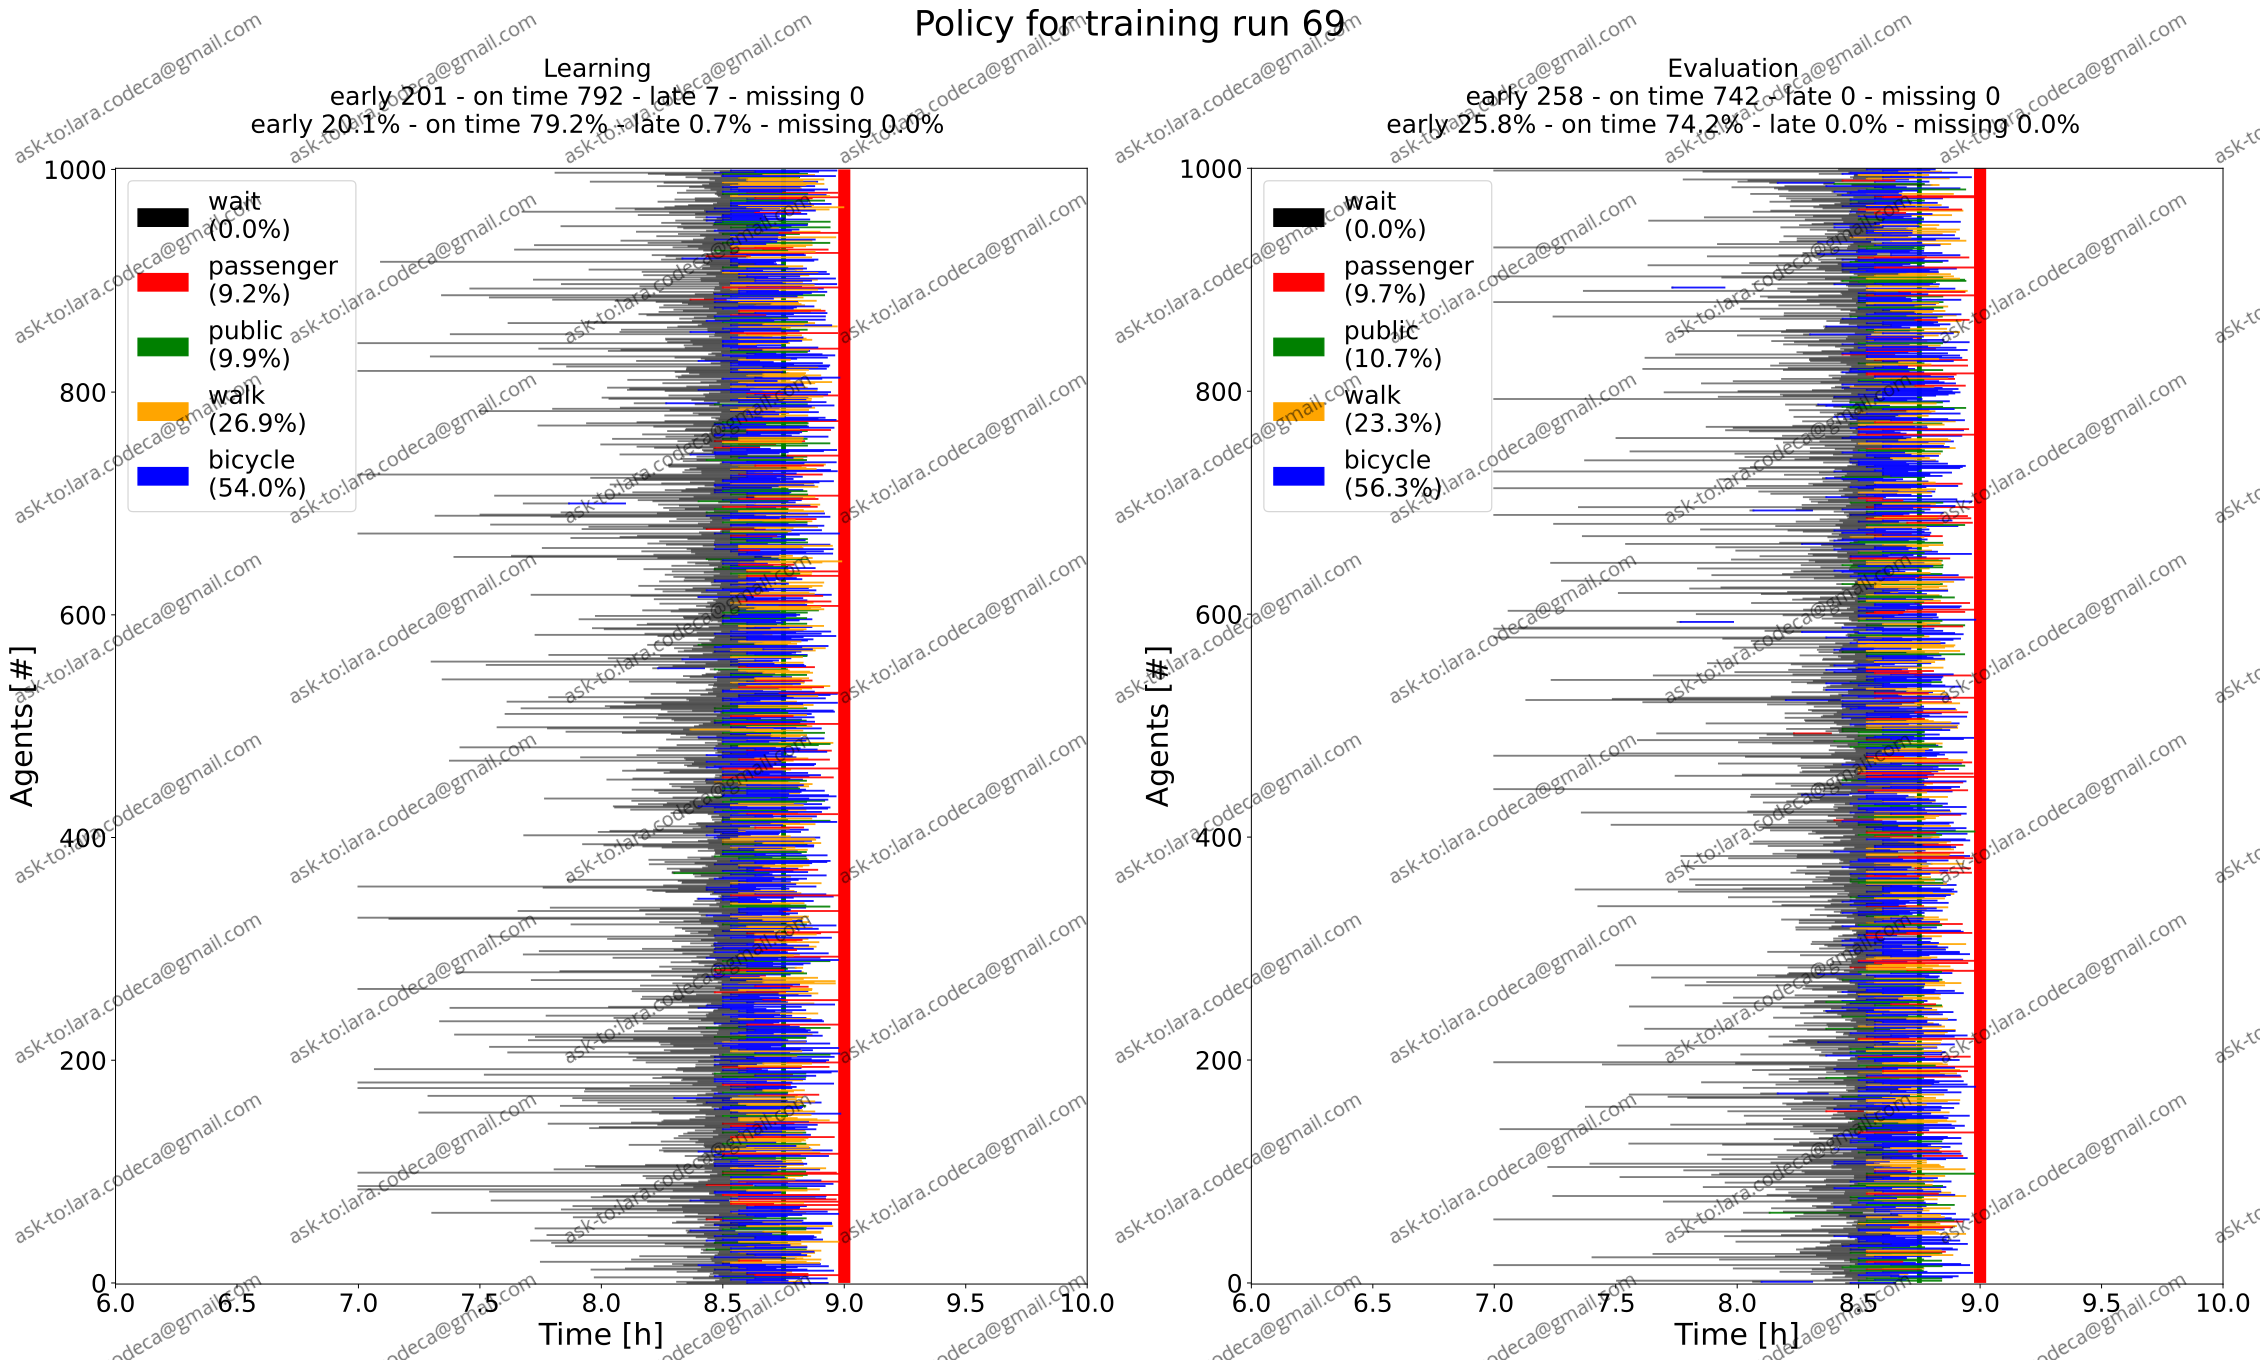 Policy for training run 69
Learning
early 201 - on time 792 - late 7 - missing 0
early 20.1% - on time 79.2% - late 0.7% - missing 0.0%
1000
800
600
400
200
0
Agents [#]
wait
(0.0%)
passenger
(9.2%)
public
(9.9%)
walk
(26.9%)
bicycle
(54.0%)
6.0 6.5 7.0 7.5 8.0 8.5 9.0 9.5 10.0
Time [h]
Evaluation
early 258 - on time 742 - late 0 - missing 0
early 25.8% - on time 74.2% - late 0.0% - missing 0.0%
1000
800
600
400
200
0
Agents [#]
wait
(0.0%)
passenger
(9.7%)
public
(10.7%)
walk
(23.3%)
bicycle
(56.3%)
6.0 6.5 7.0 7.5 8.0 8.5 9.0 9.5 10.0
Time [h]
ask-to:lara.codeca@gmail.com